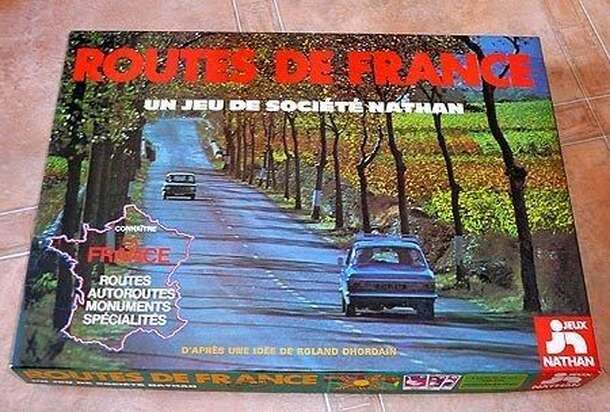 ROUTES DE FRANCE
UN JEU DE SOCIÉTÉ NATHAN
CONNAÎTRE
LA
FRANCE
ROUTES
AUTOROUTES
MONUMENTS
SPÉCIALITÉS
D'APRÈS UNE IDÉE DE ROLAND DHORDAIN
JEUX
NATHAN
ROUTES DE FRANCE
UN JEU DE SOCIÉTÉ NATHAN